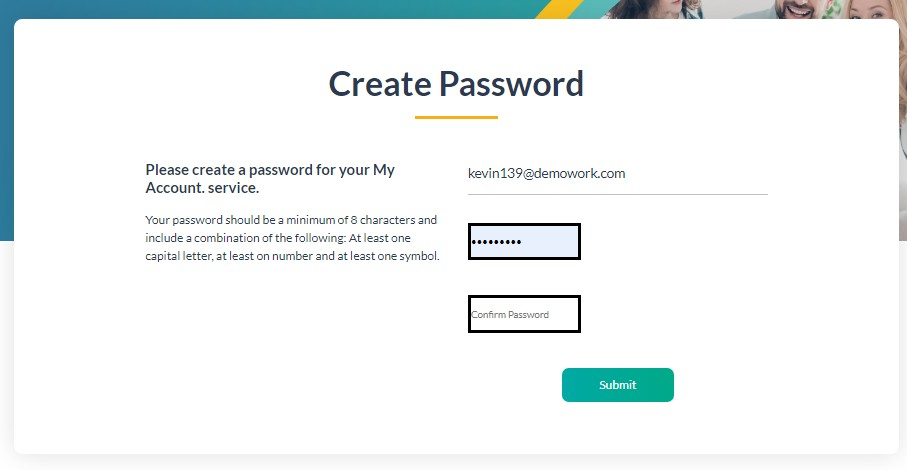 Create Password
Please create a password for your My
Account. service.
Your password should be a minimum of 8 characters and
include a combination of the following: At least one
capital letter, at least on number and at least one symbol.
kevin139@demowork.com
•••••••••
Confirm Password
Submit